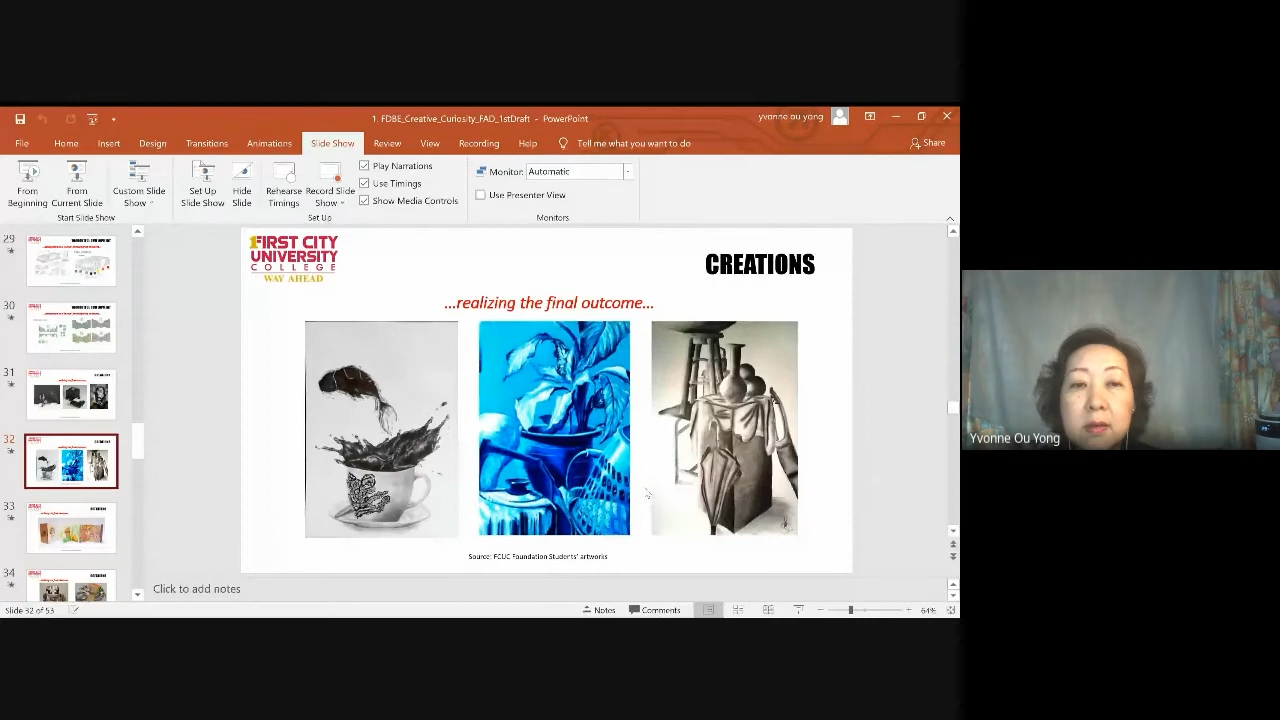 1. FDBE_Creative_Curiosity_FAD_1stDraft - PowerPoint
yvonne ou yong
File Home Insert Design Transitions Animations Slide Show Review View Recording Help Tell me what you want to do
Share
From Beginning
From Current Slide
Custom Slide Show
Start Slide Show
Set Up Slide Show
Hide Slide
Rehearse Timings
Record Slide Show
Play Narrations
Use Timings
Show Media Controls
Set Up
Monitor: Automatic
Use Presenter View
Monitors
29
30
31
32
33
34
1FIRST CITY
UNIVERSITY
COLLEGE
WAY AHEAD
CREATIONS
...realizing the final outcome...
Source: FCUC Foundation Students' artworks
Click to add notes
Slide 32 of 53
Notes
Comments
64%
Yvonne Ou Yong